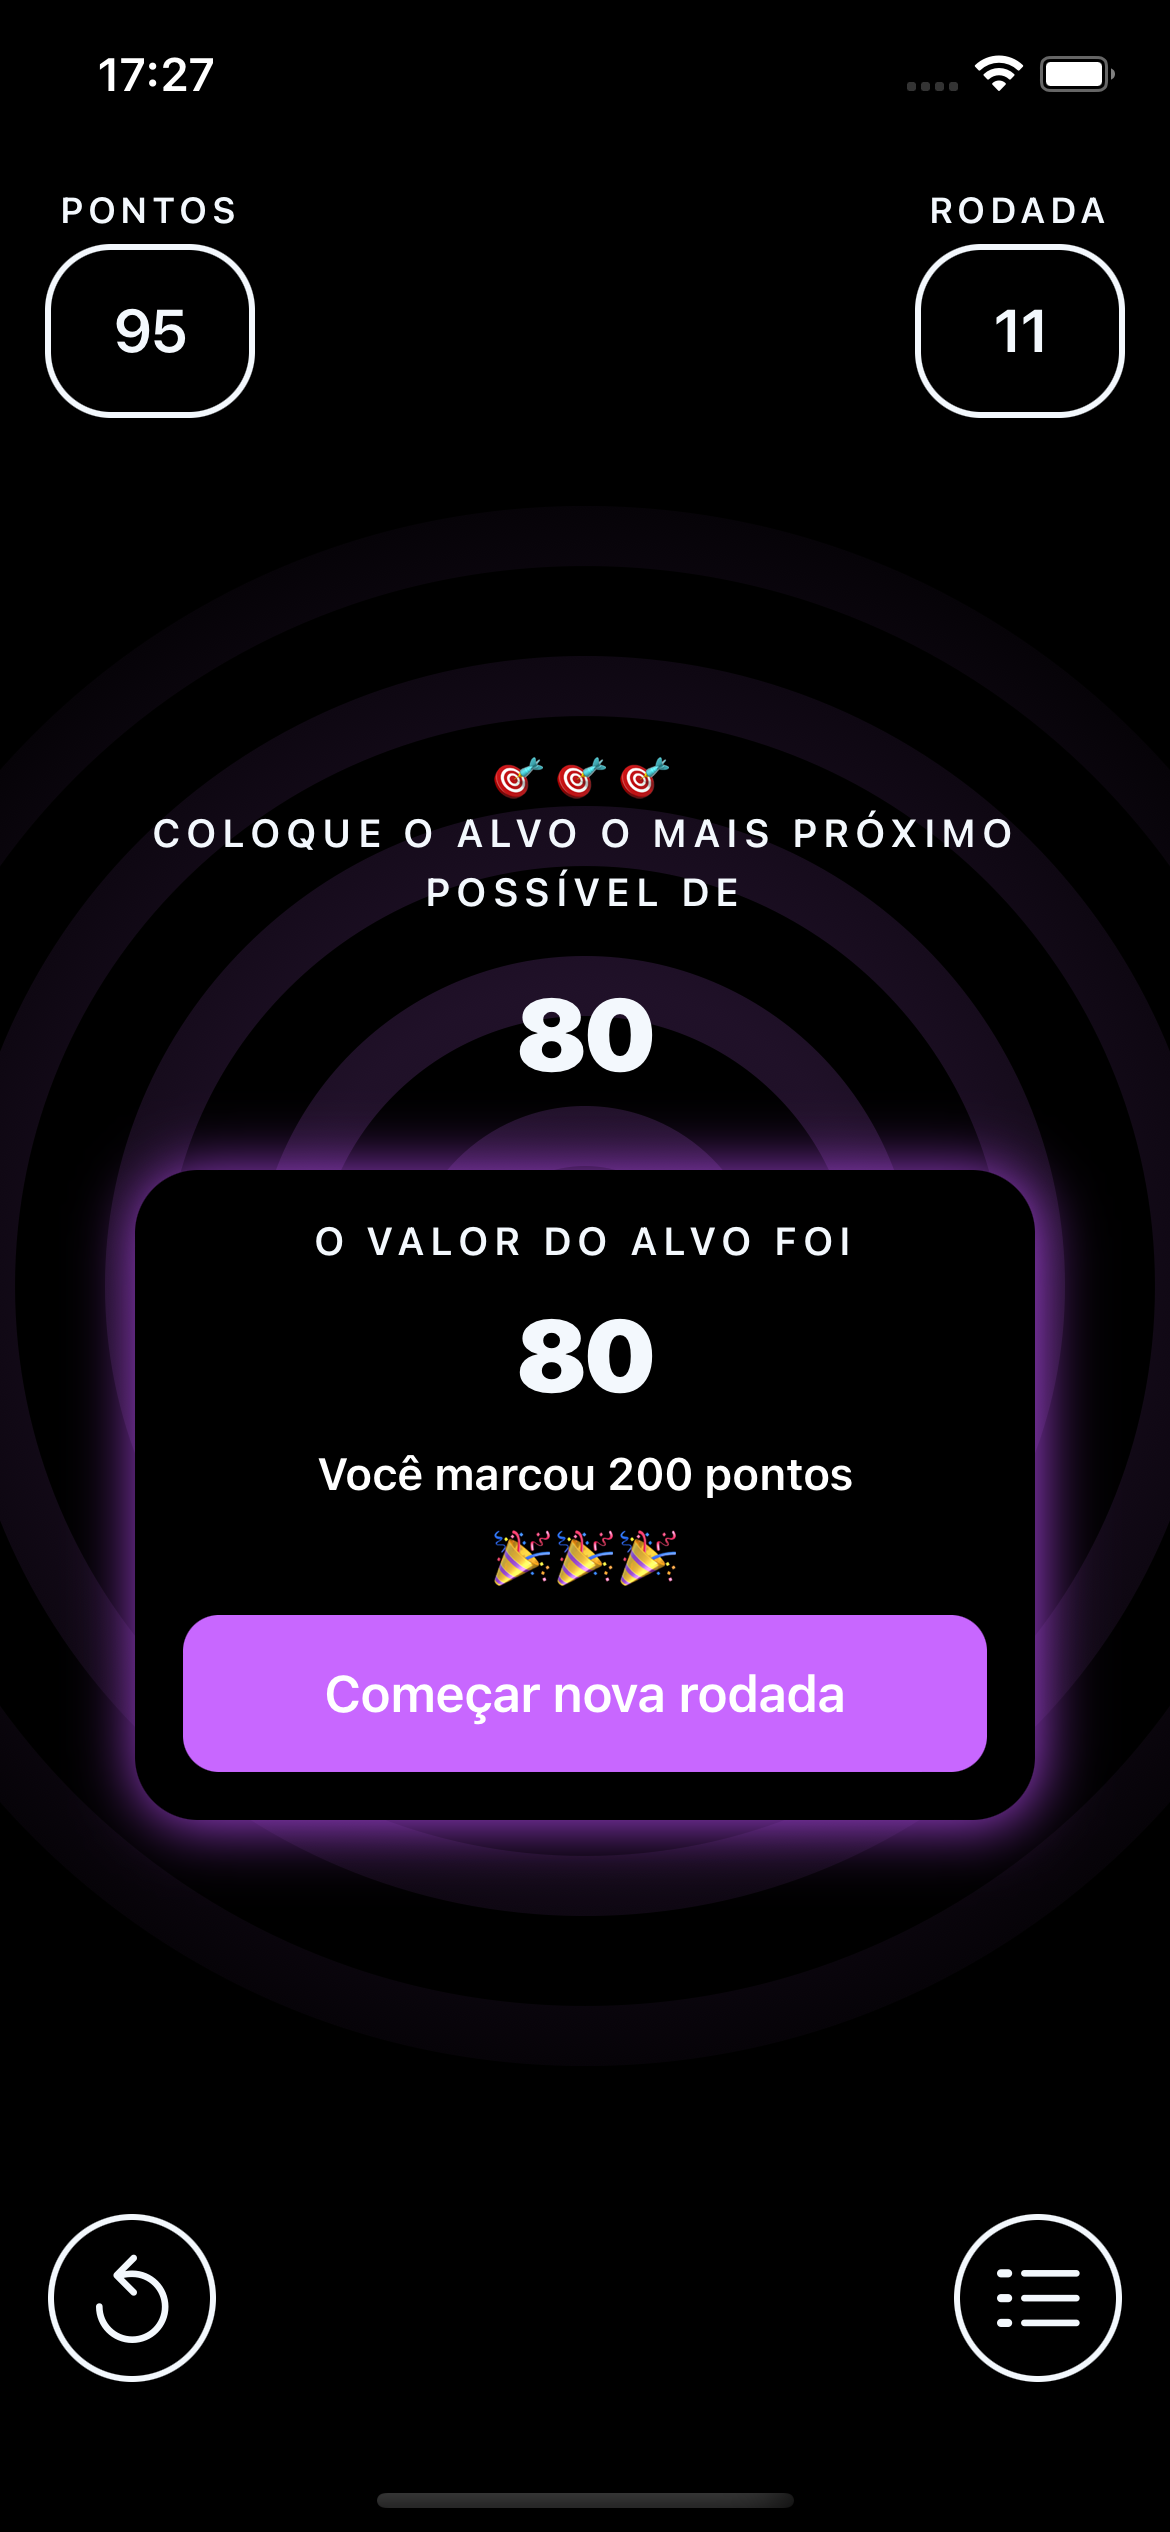 17:27
PONTOS
RODADA
95
11
🎯🎯🎯
COLOQUE O ALVO O MAIS PRÓXIMO
POSSÍVEL DE
80
O VALOR DO ALVO FOI
80
Você marcou 200 pontos
🎉🎉🎉
Começar nova rodada